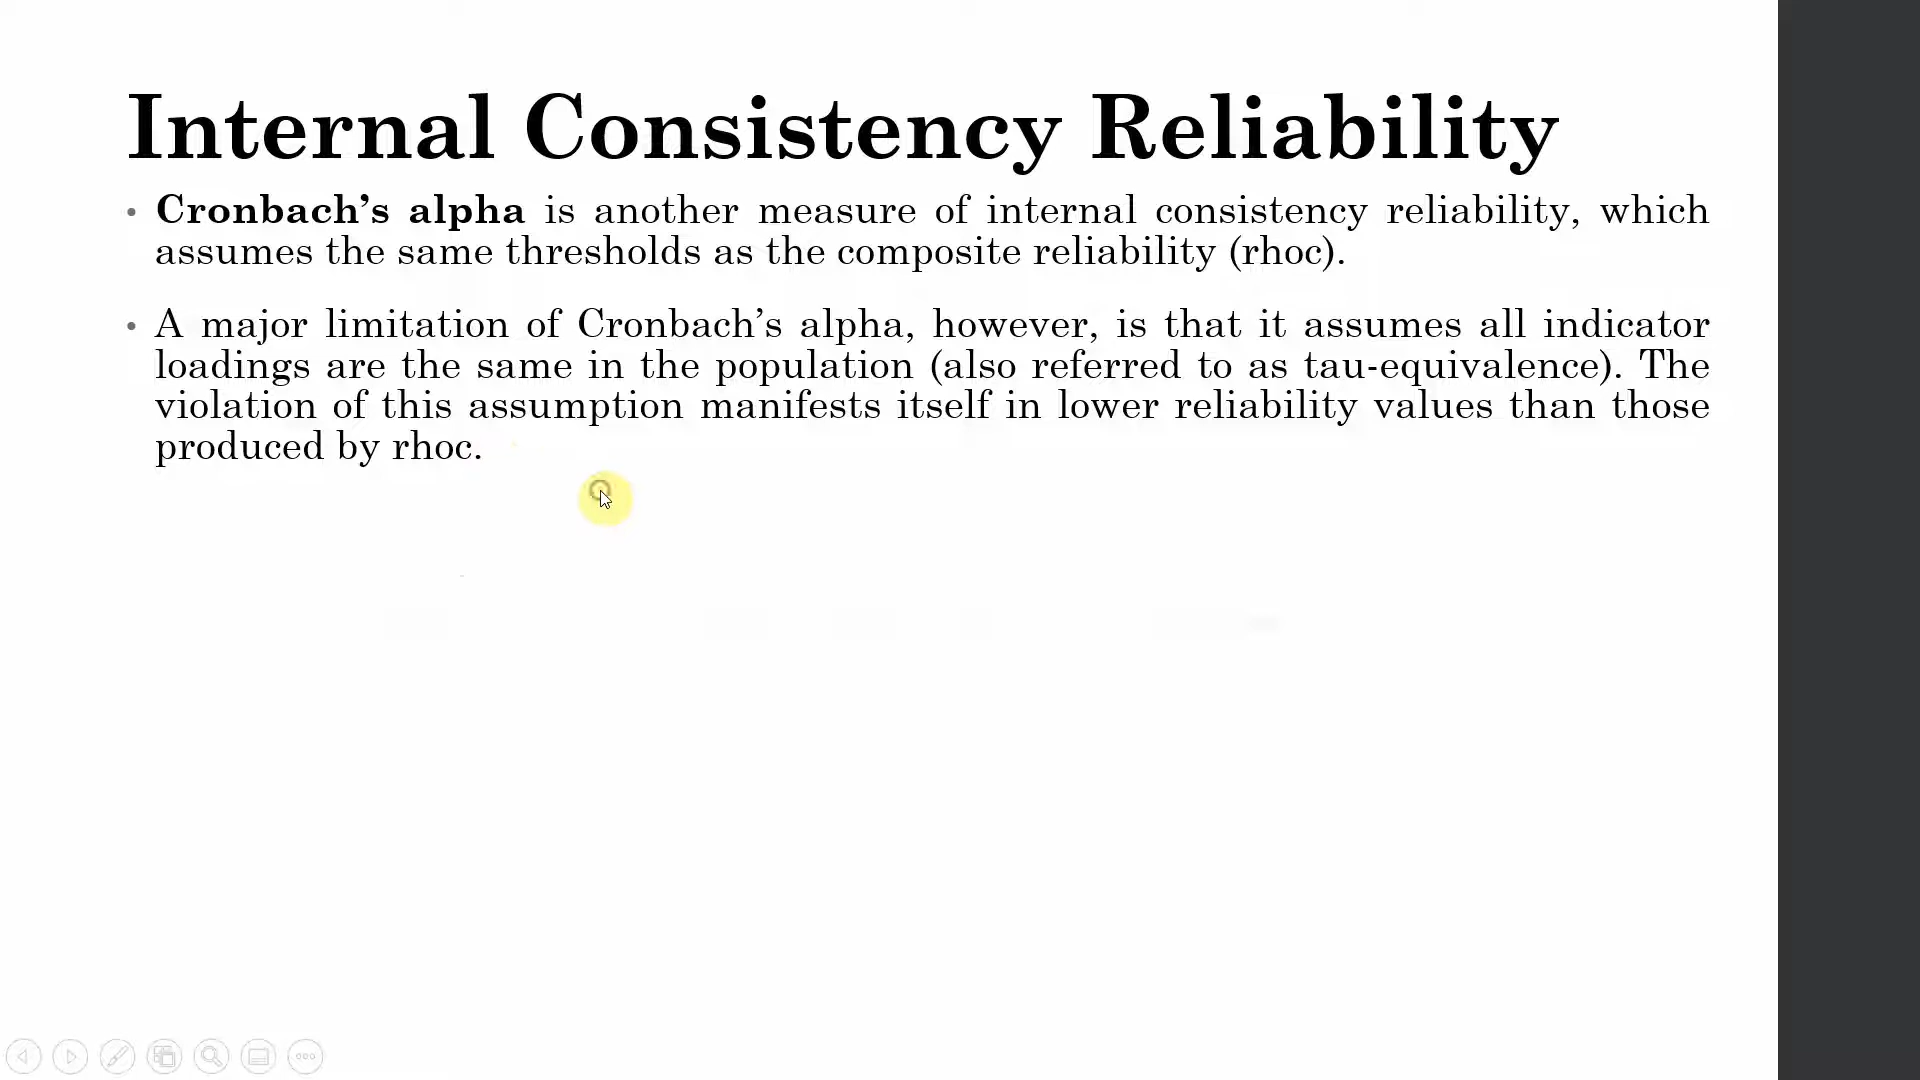 Internal Consistency Reliability
• Cronbach’s alpha is another measure of internal consistency reliability, which
assumes the same thresholds as the composite reliability (rhoc).
• A major limitation of Cronbach’s alpha, however, is that it assumes all indicator
loadings are the same in the population (also referred to as tau-equivalence). The
violation of this assumption manifests itself in lower reliability values than those
produced by rhoc.